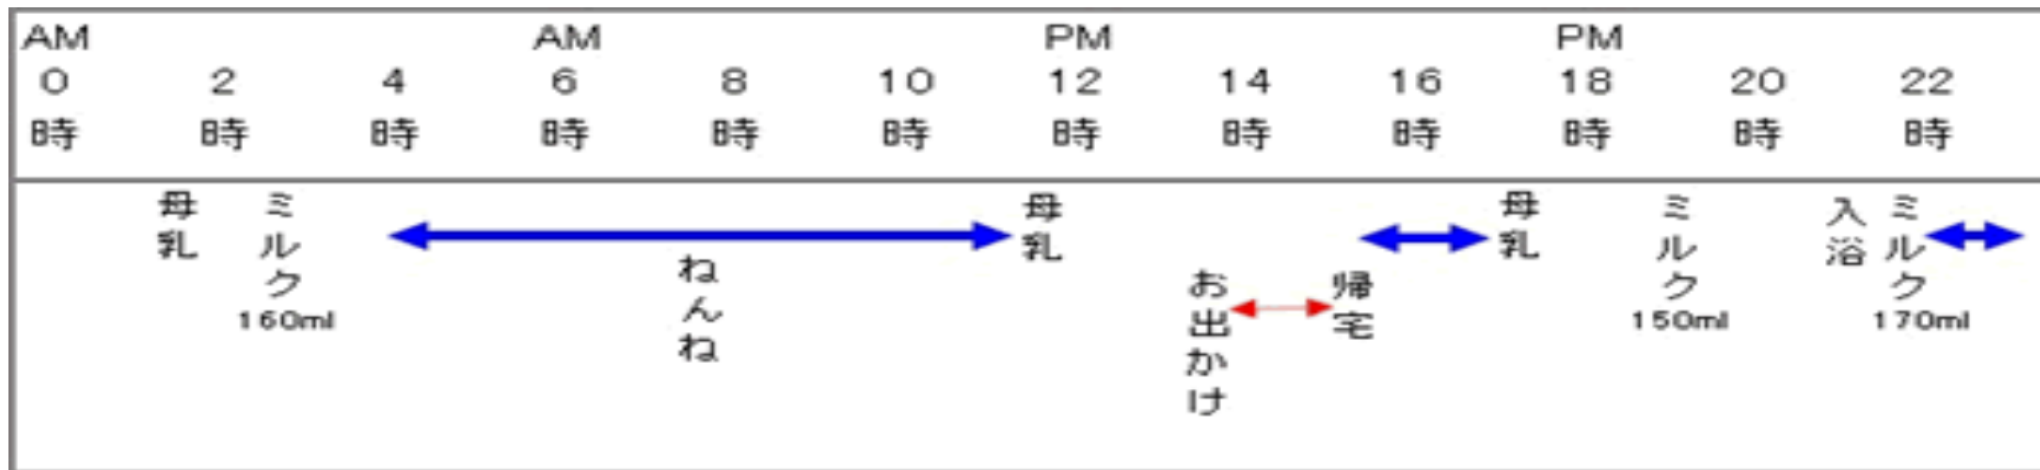 AM AM PM PM
0 2 4 6 8 10 12 14 16 18 20 22
時 時 時 時 時 時 時 時 時 時 時 時
母乳
ミルク
160ml
ねんね
母乳
お出かけ
帰宅
母乳
ミルク
150ml
入浴
ミルク
170ml